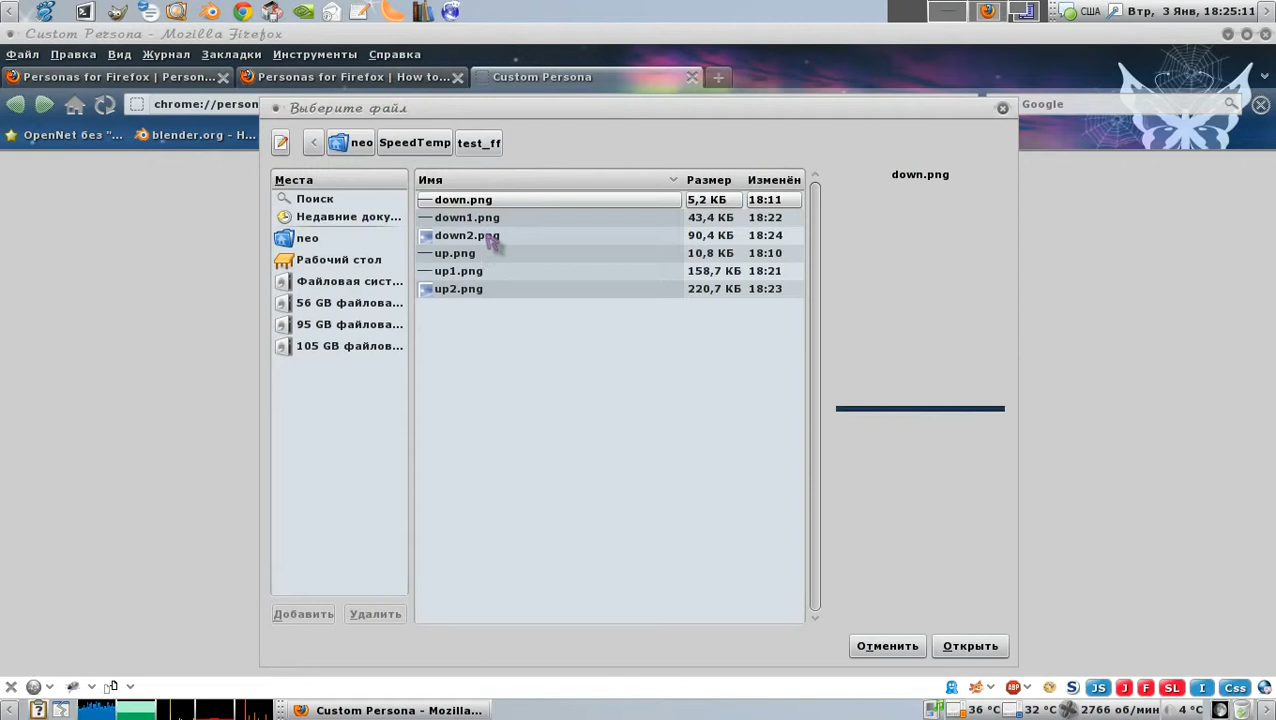 США
Втр, 3 Янв, 18:25:11
Custom Persona - Mozilla Firefox
Файл Правка Вид Журнал Закладки Инструменты Справка
Personas for Firefox | Person...
Personas for Firefox | How to...
Custom Persona
chrome://person
Google
OpenNet без "...
blender.org - H
Выберите файл
neo
SpeedTemp
test_ff
Места
Поиск
Недавние доку...
neo
Рабочий стол
Файловая сист...
56 GB файлова...
95 GB файлова...
105 GB файлов...
Добавить
Удалить
Имя Размер Изменён
down.png 5,2 КБ 18:11
down1.png 43,4 КБ 18:22
down2.png 90,4 КБ 18:24
up.png 10,8 КБ 18:10
up1.png 158,7 КБ 18:21
up2.png 220,7 КБ 18:23
down.png
Отменить
Открыть
ABP S JS J F SL I Css
Custom Persona - Mozilla...
36 °C 32 °C 2766 об/мин 4 °C